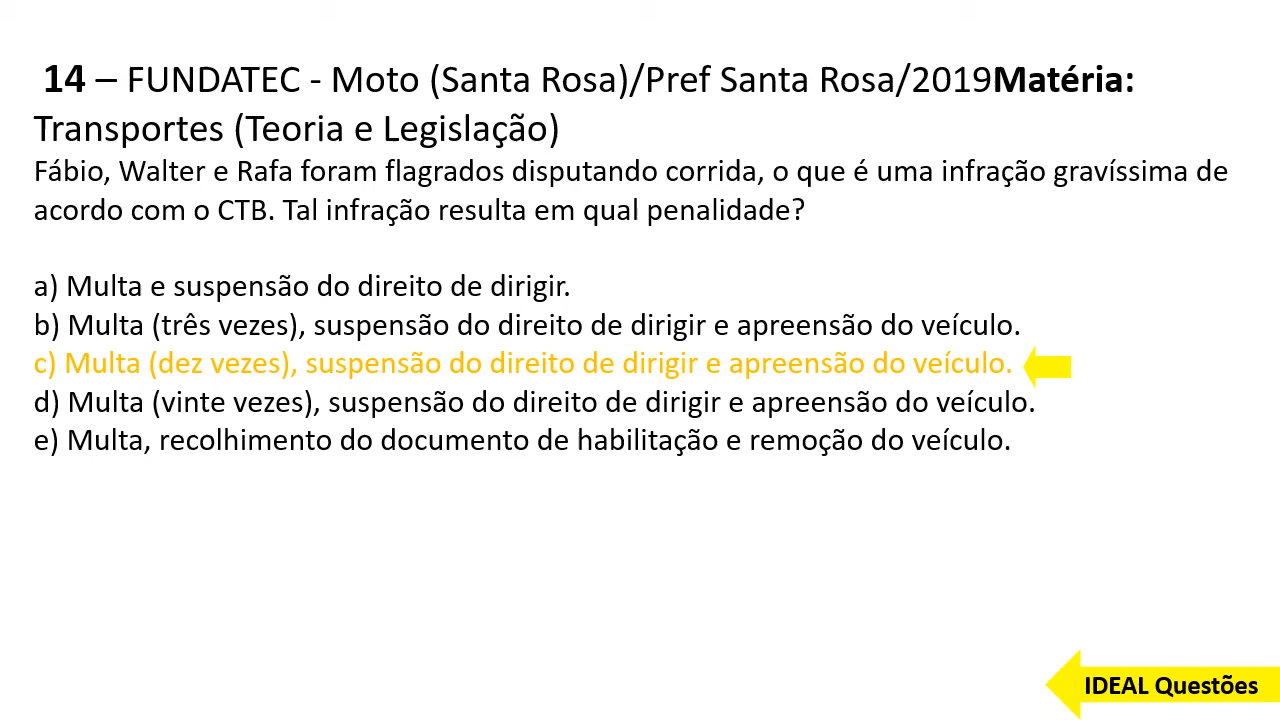 14 – FUNDATEC - Moto (Santa Rosa)/Pref Santa Rosa/2019Matéria:
Transportes (Teoria e Legislação)
Fábio, Walter e Rafa foram flagrados disputando corrida, o que é uma infração gravíssima de
acordo com o CTB. Tal infração resulta em qual penalidade?
a) Multa e suspensão do direito de dirigir.
b) Multa (três vezes), suspensão do direito de dirigir e apreensão do veículo.
c) Multa (dez vezes), suspensão do direito de dirigir e apreensão do veículo.
d) Multa (vinte vezes), suspensão do direito de dirigir e apreensão do veículo.
e) Multa, recolhimento do documento de habilitação e remoção do veículo.
IDEAL Questões